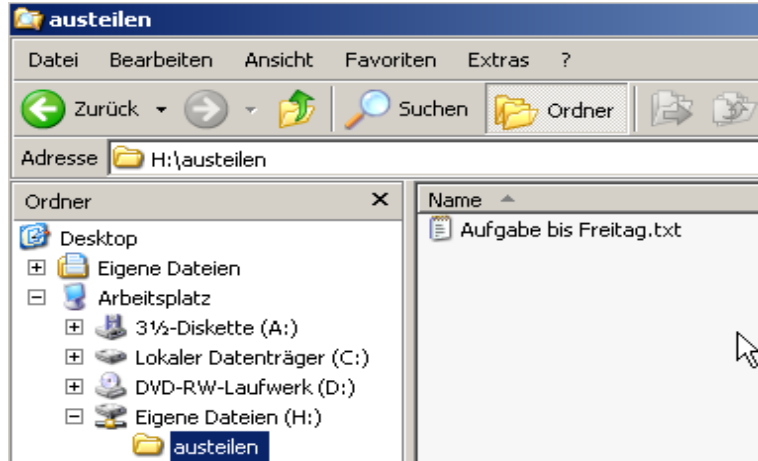 austeilen
Datei Bearbeiten Ansicht Favoriten Extras ?
Zurück Suchen Ordner
Adresse H:\austeilen
Ordner
Name
Desktop
Eigene Dateien
Arbeitsplatz
3½-Diskette (A:)
Lokaler Datenträger (C:)
DVD-RW-Laufwerk (D:)
Eigene Dateien (H:)
austeilen
Aufgabe bis Freitag.txt